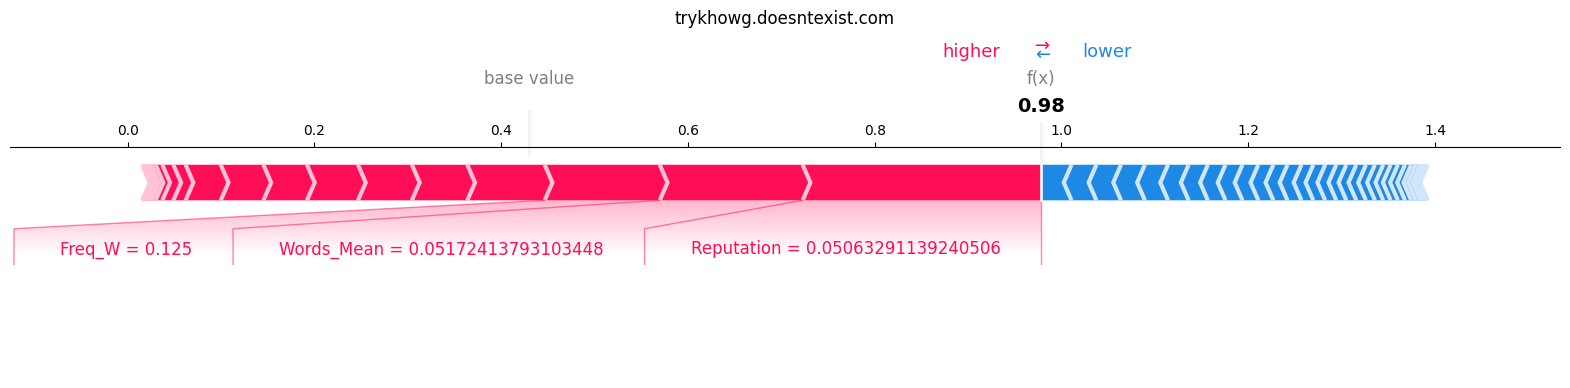 trykhowg.doesntexist.com
higher → ← lower
base value f(x)
0.98
0.0 0.2 0.4 0.6 0.8 1.0 1.2 1.4
Freq_W = 0.125 Words_Mean = 0.05172413793103448 Reputation = 0.05063291139240506